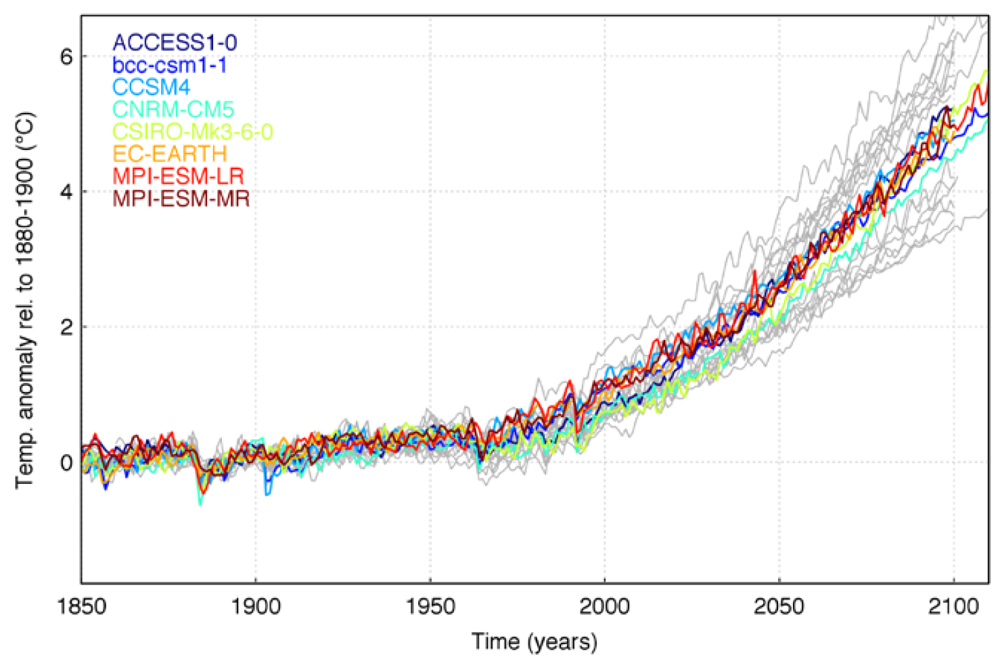 ACCESS1-0
bcc-csm1-1
CCSM4
CNRM-CM5
CSIRO-Mk3-6-0
EC-EARTH
MPI-ESM-LR
MPI-ESM-MR
Temp. anomaly rel. to 1880-1900 (°C)
6
4
2
0
1850 1900 1950 2000 2050 2100
Time (years)